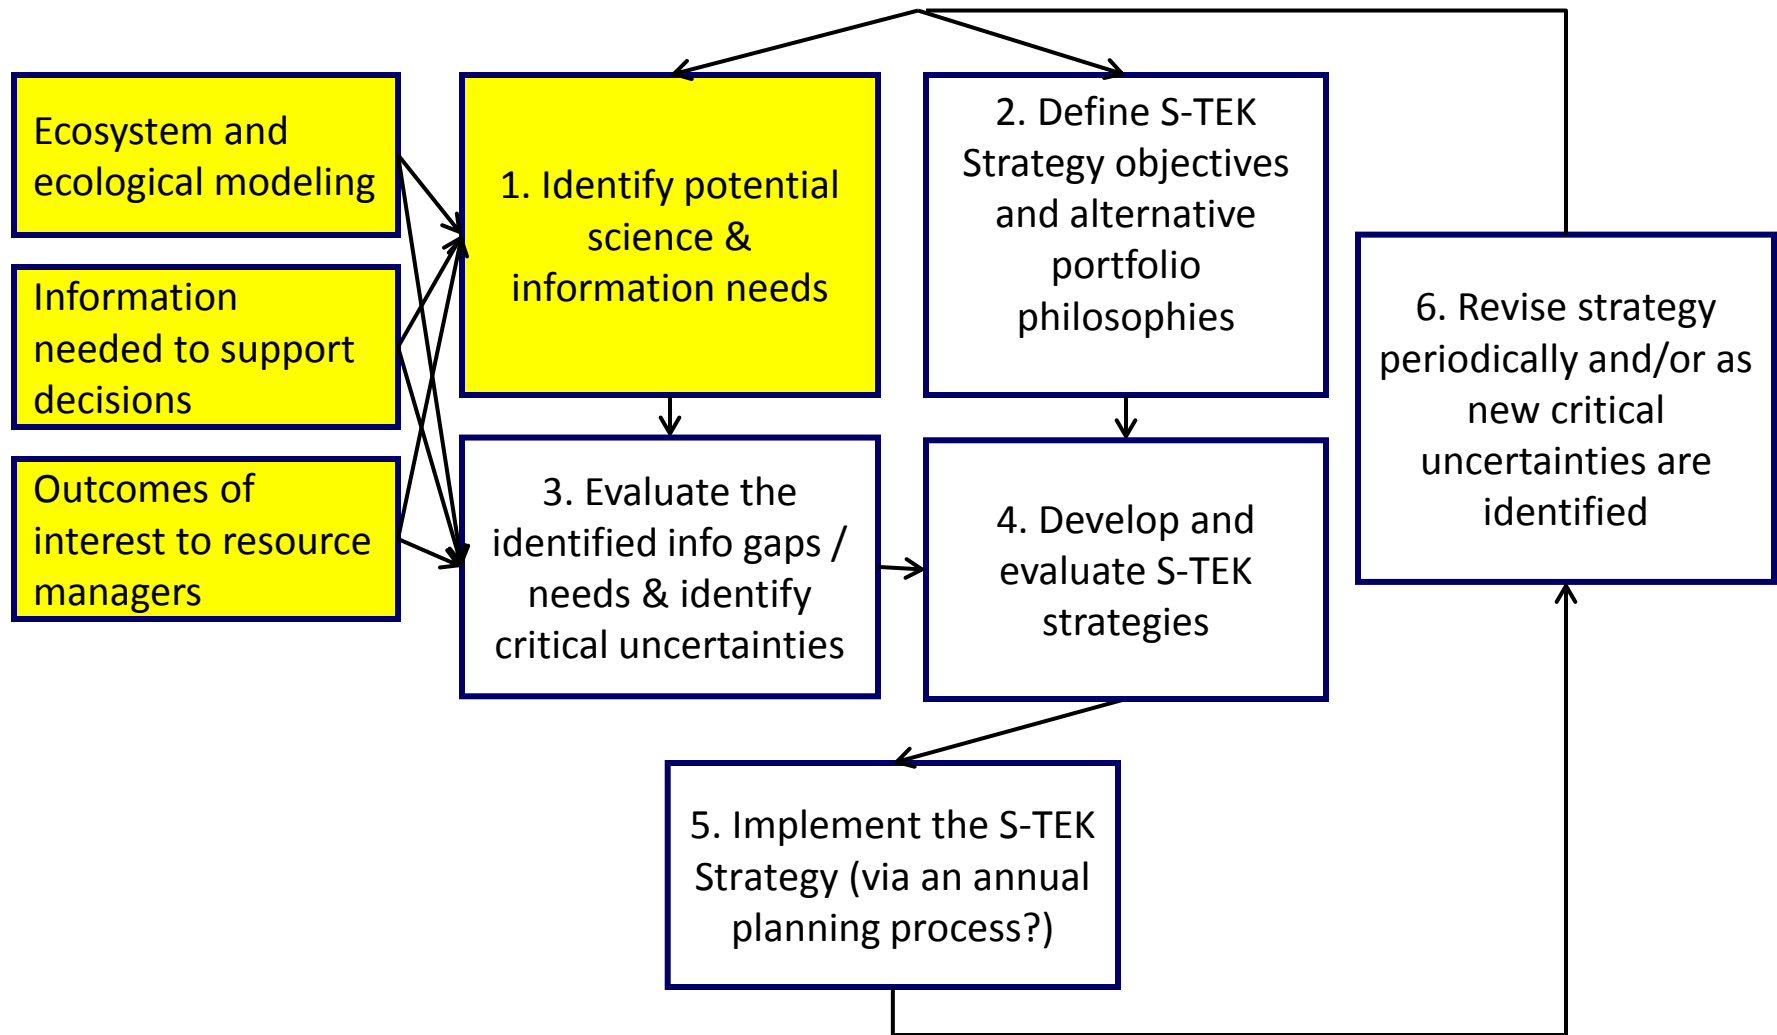 Ecosystem and
ecological modeling
Information
needed to support
decisions
Outcomes of
interest to resource
managers
1. Identify potential
science &
information needs
2. Define S-TEK
Strategy objectives
and alternative
portfolio
philosophies
3. Evaluate the
identified info gaps /
needs & identify
critical uncertainties
4. Develop and
evaluate S-TEK
strategies
5. Implement the S-TEK
Strategy (via an annual
planning process?)
6. Revise strategy
periodically and/or as
new critical
uncertainties are
identified